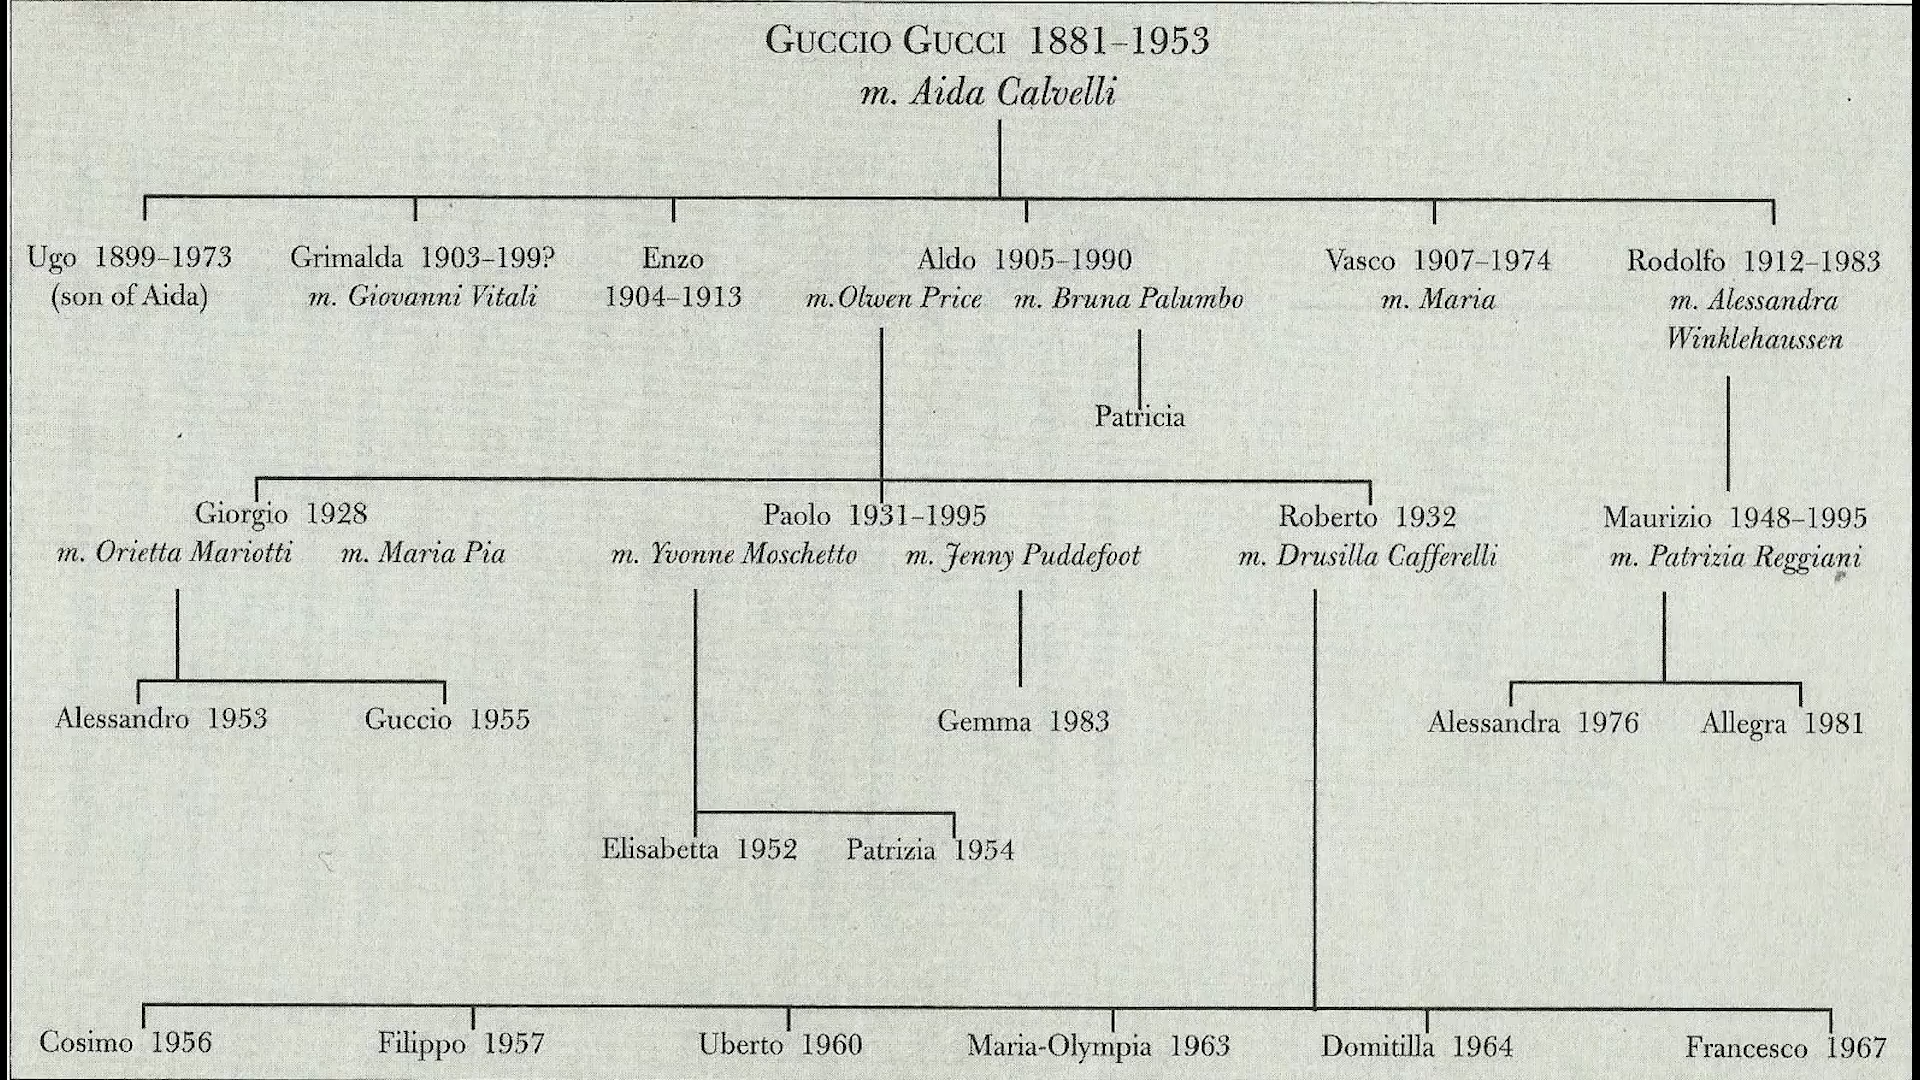 GUCCIO GUCCI 1881–1953
m. Aida Calvelli
Ugo 1899–1973
(son of Aida)
Grimalda 1903–199?
m. Giovanni Vitali
Enzo
1904–1913
Aldo 1905–1990
m. Olwen Price m. Bruna Palumbo
Vasco 1907–1974
m. Maria
Rodolfo 1912–1983
m. Alessandra
Winklehaussen
Patricia
Giorgio 1928
m. Orietta Mariotti m. Maria Pia
Paolo 1931–1995
m. Yvonne Moschetto m. Jenny Puddefoot
Roberto 1932
m. Drusilla Cafferelli
Maurizio 1948–1995
m. Patrizia Reggiani
Alessandro 1953
Guccio 1955
Gemma 1983
Alessandra 1976
Allegra 1981
Elisabetta 1952
Patrizia 1954
Cosimo 1956
Filippo 1957
Uberto 1960
Maria-Olympia 1963
Domitilla 1964
Francesco 1967